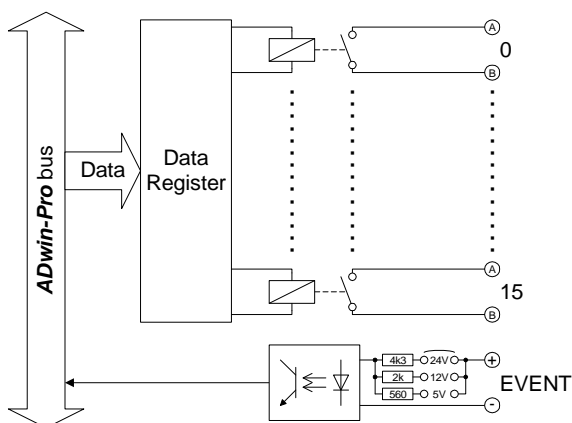 A
0
B
ADwin-Pro bus
Data
Data
Register
A
15
B
4k3 24V +
2k 12V EVENT
560 5V -